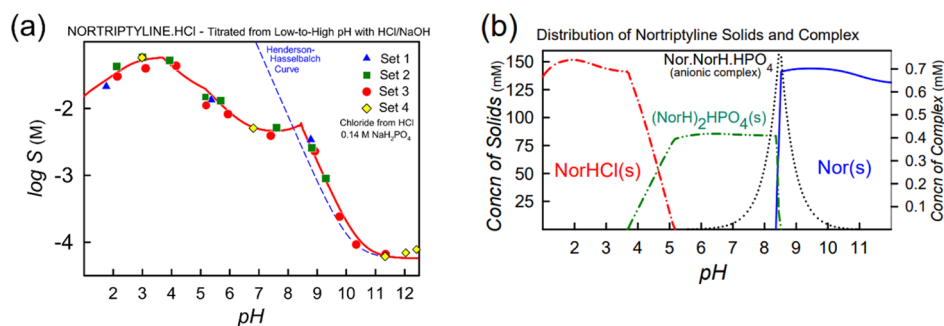 (a)
NORTRIPTYLINE.HCl - Titrated from Low-to-High pH with HCl/NaOH
Henderson-
Hasselbalch
Curve
Set 1
Set 2
Set 3
Set 4
Chloride from HCl
0.14 M NaH2PO4
-2
-3
-4
log S (M)
2 3 4 5 6 7 8 9 10 11 12
pH
(b)
Distribution of Nortriptyline Solids and Complex
Nor.NorH.HPO4
(anionic complex)
(NorH)2HPO4(s)
NorHCl(s)
Nor(s)
150
125
100
75
50
25
Concn of Solids (mM)
0.7
0.6
0.5
0.4
0.3
0.2
0.1
0.0
Concn of Complex (mM)
1 2 3 4 5 6 7 8 9 10 11
pH